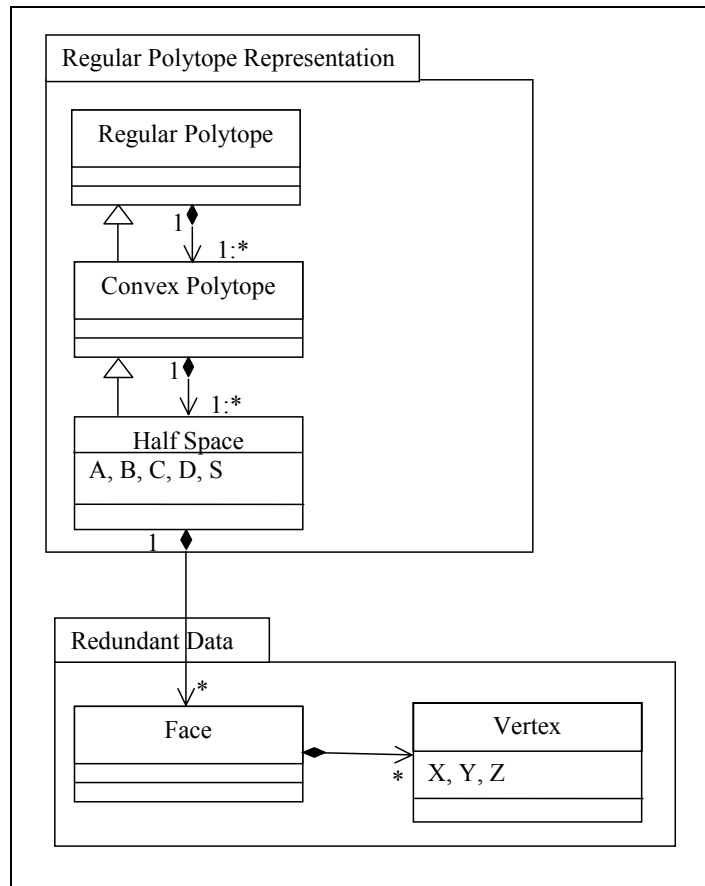 Regular Polytope Representation
Regular Polytope
1
1:*
Convex Polytope
1
1:*
Half Space
A, B, C, D, S
1
Redundant Data
*
Face
Vertex
*
X, Y, Z